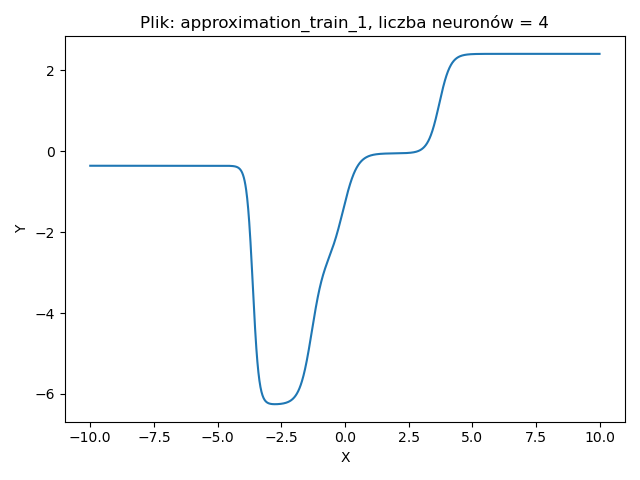 Plik: approximation_train_1, liczba neuronów = 4
Y
2
0
−2
−4
−6
−10.0 −7.5 −5.0 −2.5 0.0 2.5 5.0 7.5 10.0
X